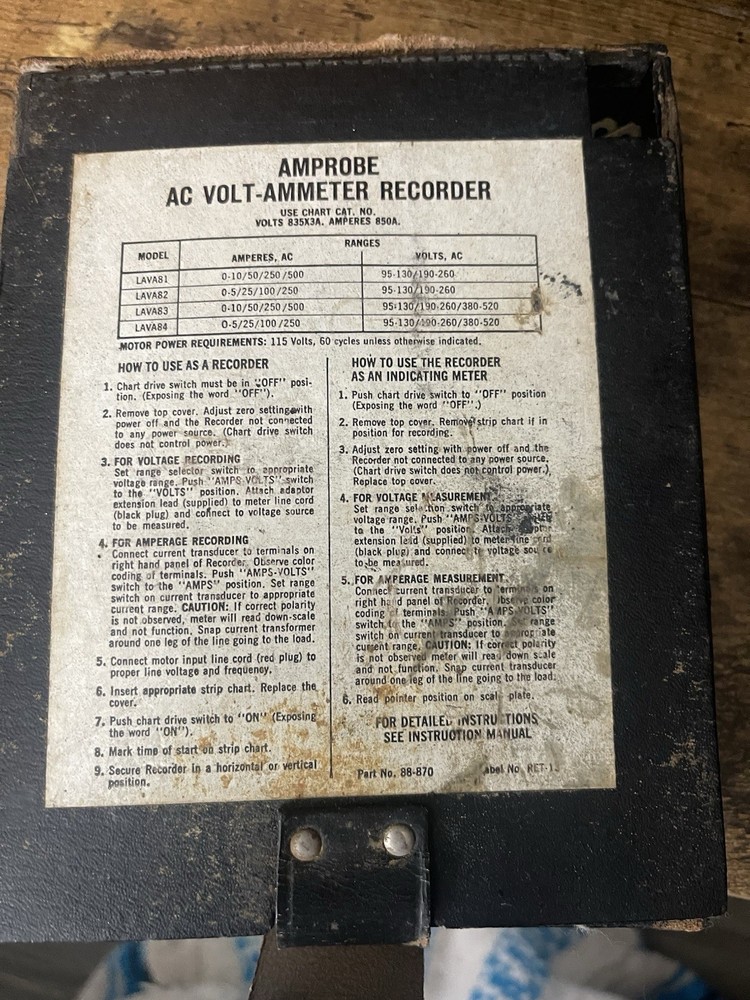 AMPROBE
AC VOLT-AMMETER RECORDER
USE CHART CAT. NO.
VOLTS 835X3A. AMPERES 850A.
RANGES
MODEL AMPERES, AC VOLTS, AC
LAVA81 0-10/50/250/500 95-130/190-260
LAVA82 0-5/25/100/250 95-130/190-260
LAVA83 0-10/50/250/500 95-130/190-260/380-520
LAVA84 0-5/25/100/250 95-130/190-260/380-520
MOTOR POWER REQUIREMENTS: 115 Volts, 60 cycles unless otherwise indicated.
HOW TO USE AS A RECORDER
1. Chart drive switch must be in "OFF" posi-
tion. (Exposing the word "OFF").
2. Remove top cover. Adjust zero setting with
power off and the Recorder not connected
to any power source. (Chart drive switch
does not control power.)
3. FOR VOLTAGE RECORDING
Set range selector switch to appropriate
voltage range. Push "AMPS-VOLTS" switch
to the "VOLTS" position. Attach adaptor
extension lead (supplied) to meter line cord
(black plug) and connect to voltage source
to be measured.
4. FOR AMPERAGE RECORDING
Connect current transducer to terminals on
right hand panel of Recorder. Observe color
coding of terminals. Push "AMPS-VOLTS"
switch to the "AMPS" position. Set range
switch on current transducer to appropriate
current range. CAUTION: If correct polarity
is not observed, meter will read down-scale
and not function. Snap current transformer
around one leg of the line going to the load.
5. Connect motor input line cord (red plug) to
proper line voltage and frequency.
6. Insert appropriate strip chart. Replace the
cover.
7. Push chart drive switch to "ON" (Exposing
the word "ON").
8. Mark time of start on strip chart.
9. Secure Recorder in a horizontal or vertical
position.
HOW TO USE THE RECORDER
AS AN INDICATING METER
1. Push chart drive switch to "OFF" position
(Exposing the word "OFF".)
2. Remove top cover. Remove strip chart if in
position for recording.
3. Adjust zero setting with power off and the
Recorder not connected to any power source.
(Chart drive switch does not control power.)
Replace top cover.
4. FOR VOLTAGE MEASUREMENT
Set range selection switch to appropriate
voltage range. Push "AMPS-VOLTS"
to the "Volts" position. Attach
extension lead (supplied) to meter line cord
(black plug) and connect to voltage source
to be measured.
5. FOR AMPERAGE MEASUREMENT
Connect current transducer to terminals on
right hand panel of Recorder. Observe color
coding of terminals. Push "AMPS-VOLTS"
switch to the "AMPS" position. Set range
switch on current transducer to appropriate
current range. CAUTION: If correct polarity
is not observed meter will read down scale
and not function. Snap current transducer
around one leg of the line going to the load.
6. Read pointer position on scale plate.
FOR DETAILED INSTRUCTIONS
SEE INSTRUCTION MANUAL
Part No. 88-870 Label No.